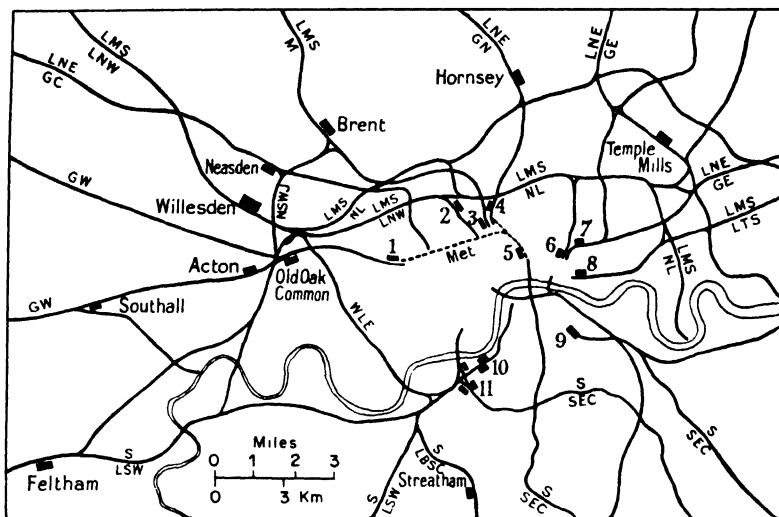 LMS
LNW
LMS
M
LNE
GN
LNE
GE
LNE
GC
Hornsey
Brent
Temple
Mills
Neasden
GW
LMS
NL
LNE
GE
Willesden
NSWJ
LMS
NL
LMS
LNW
2
3
4
LMS
LTS
7
1
Met
5
6
8
LMS
NL
Acton
Old Oak
Common
GW
Southall
WLE
9
10
11
S
SEC
Miles
0 1 2 3
0 3 Km
S
LSW
S
LBSC
S
SEC
Feltham
Streatham
S
LSW
S
SEC